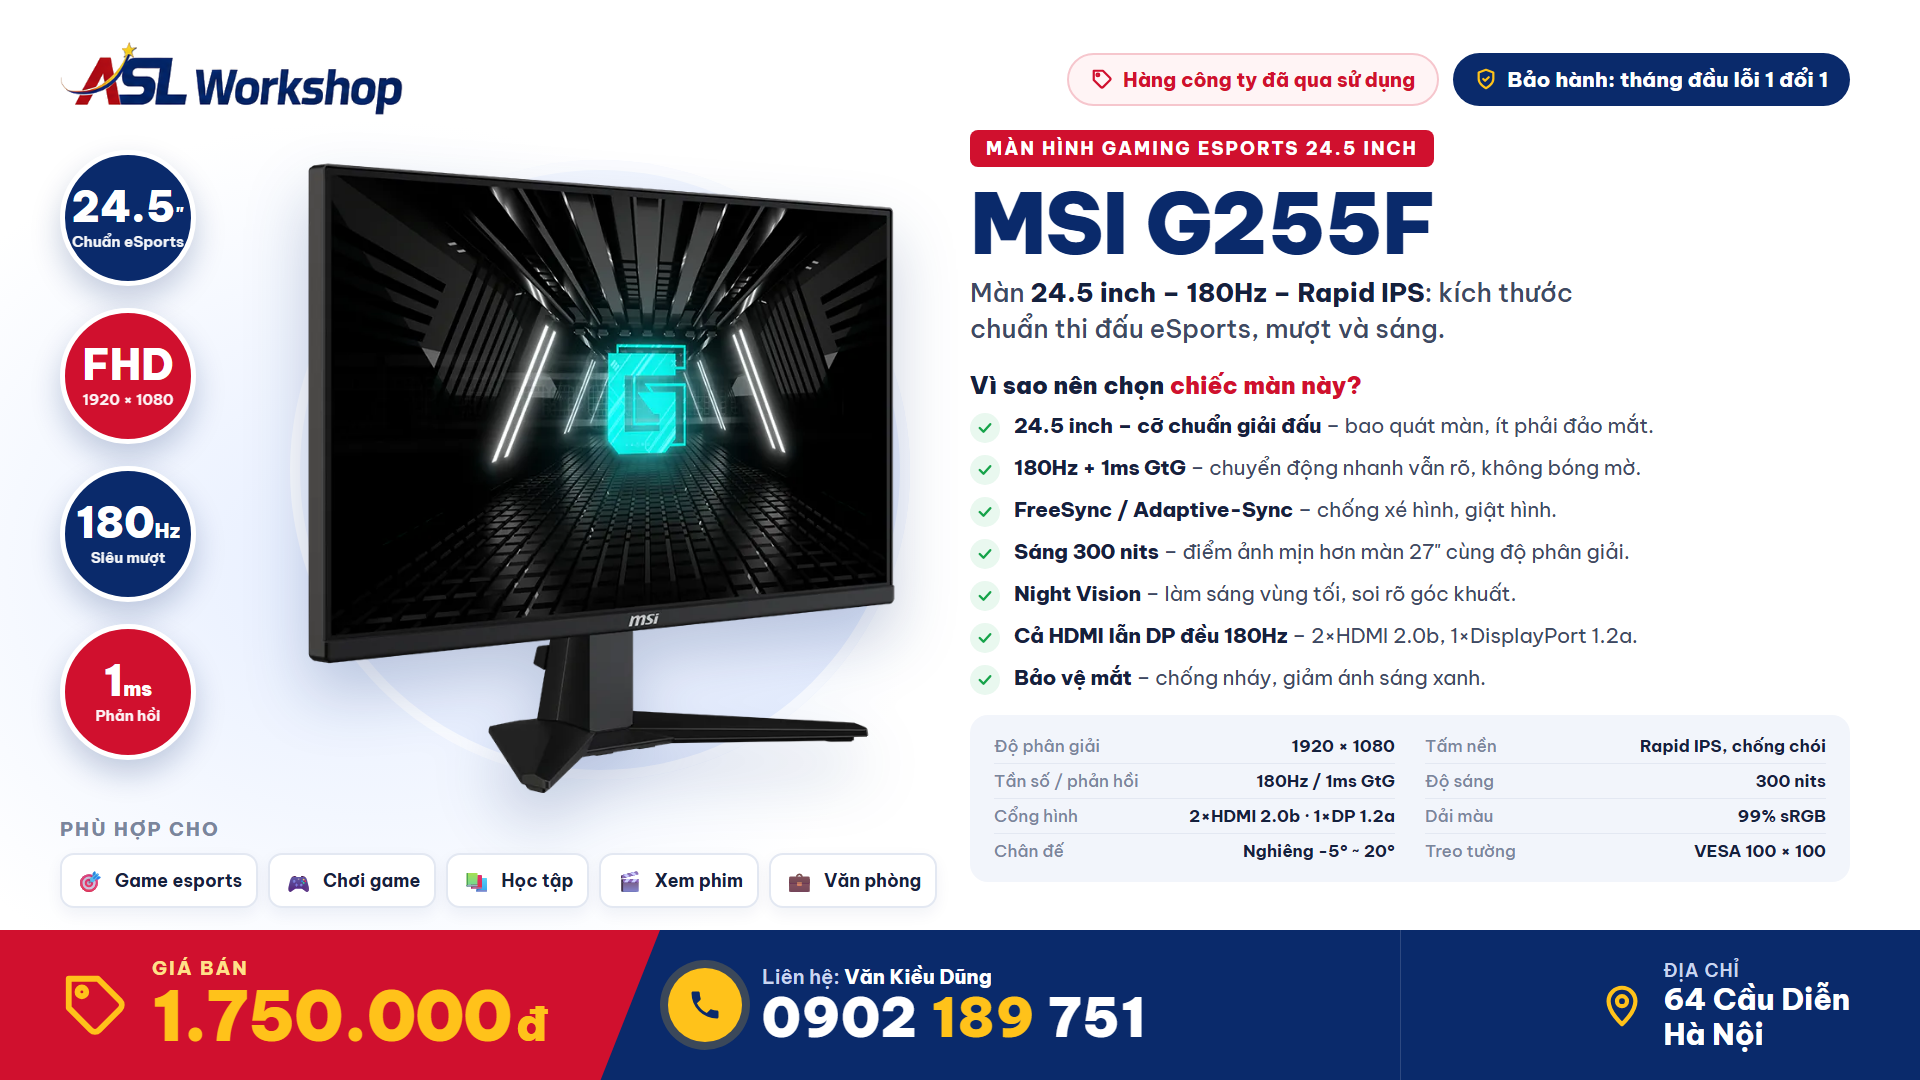 ASL Workshop
Hàng công ty đã qua sử dụng
Bảo hành: tháng đầu lỗi 1 đổi 1
24.5"
Chuẩn eSports
FHD
1920 × 1080
180Hz
Siêu mượt
1ms
Phản hồi
msi
PHÙ HỢP CHO
Game esports
Chơi game
Học tập
Xem phim
Văn phòng
MÀN HÌNH GAMING ESPORTS 24.5 INCH
MSI G255F
Màn 24.5 inch – 180Hz – Rapid IPS: kích thước
chuẩn thi đấu eSports, mượt và sáng.
Vì sao nên chọn chiếc màn này?
24.5 inch – cỡ chuẩn giải đấu – bao quát màn, ít phải đảo mắt.
180Hz + 1ms GtG – chuyển động nhanh vẫn rõ, không bóng mờ.
FreeSync / Adaptive-Sync – chống xé hình, giật hình.
Sáng 300 nits – điểm ảnh mịn hơn màn 27" cùng độ phân giải.
Night Vision – làm sáng vùng tối, soi rõ góc khuất.
Cả HDMI lẫn DP đều 180Hz – 2×HDMI 2.0b, 1×DisplayPort 1.2a.
Bảo vệ mắt – chống nháy, giảm ánh sáng xanh.
Độ phân giải 1920 × 1080
Tấm nền Rapid IPS, chống chói
Tần số / phản hồi 180Hz / 1ms GtG
Độ sáng 300 nits
Cổng hình 2×HDMI 2.0b · 1×DP 1.2a
Dải màu 99% sRGB
Chân đế Nghiêng -5° ~ 20°
Treo tường VESA 100 × 100
GIÁ BÁN
1.750.000đ
Liên hệ: Văn Kiều Dũng
0902 189 751
ĐỊA CHỈ
64 Cầu Diễn
Hà Nội